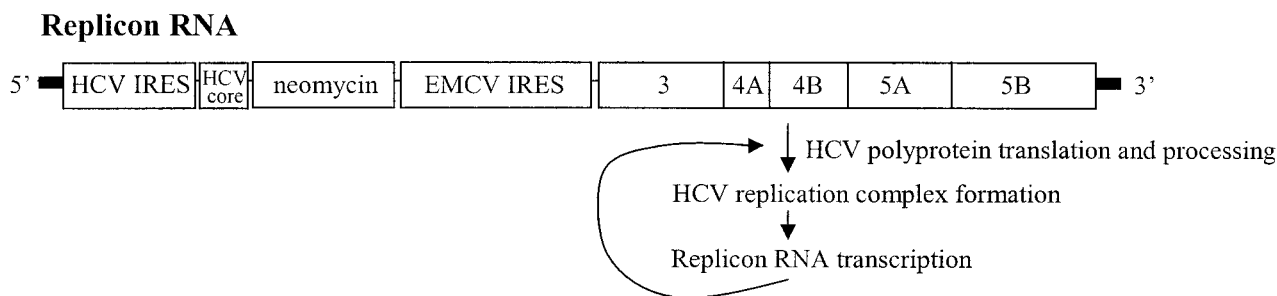 Replicon RNA
5’ HCV IRES HCV core neomycin EMCV IRES 3 4A 4B 5A 5B 3’
HCV polyprotein translation and processing
HCV replication complex formation
Replicon RNA transcription